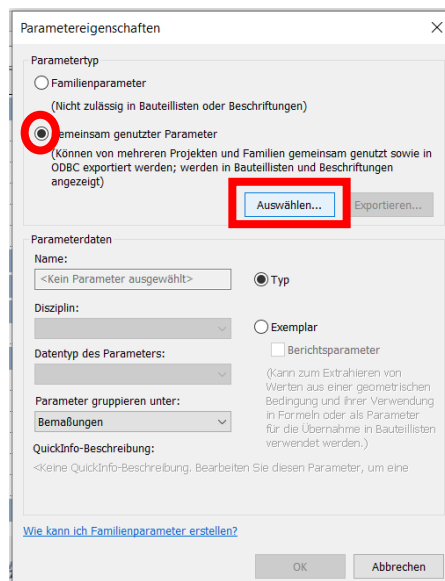 Parametereigenschaften
Parametertyp
Familienparameter
(Nicht zulässig in Bauteillisten oder Beschriftungen)
Gemeinsam genutzter Parameter
(Können von mehreren Projekten und Familien gemeinsam genutzt sowie in
ODBC exportiert werden; werden in Bauteillisten und Beschriftungen
angezeigt)
Auswählen...
Exportieren...
Parameterdaten
Name:
<Kein Parameter ausgewählt>
Typ
Disziplin:
Exemplar
Berichtsparameter
Datentyp des Parameters:
(Kann zum Extrahieren von
Werten aus einer geometrischen
Bedingung und ihrer Verwendung
in Formeln oder als Parameter
für die Übernahme in Bauteillisten
verwendet werden.)
Parameter gruppieren unter:
Bemaßungen
QuickInfo-Beschreibung:
<Keine QuickInfo-Beschreibung. Bearbeiten Sie diesen Parameter, um eine
Wie kann ich Familienparameter erstellen?
OK
Abbrechen